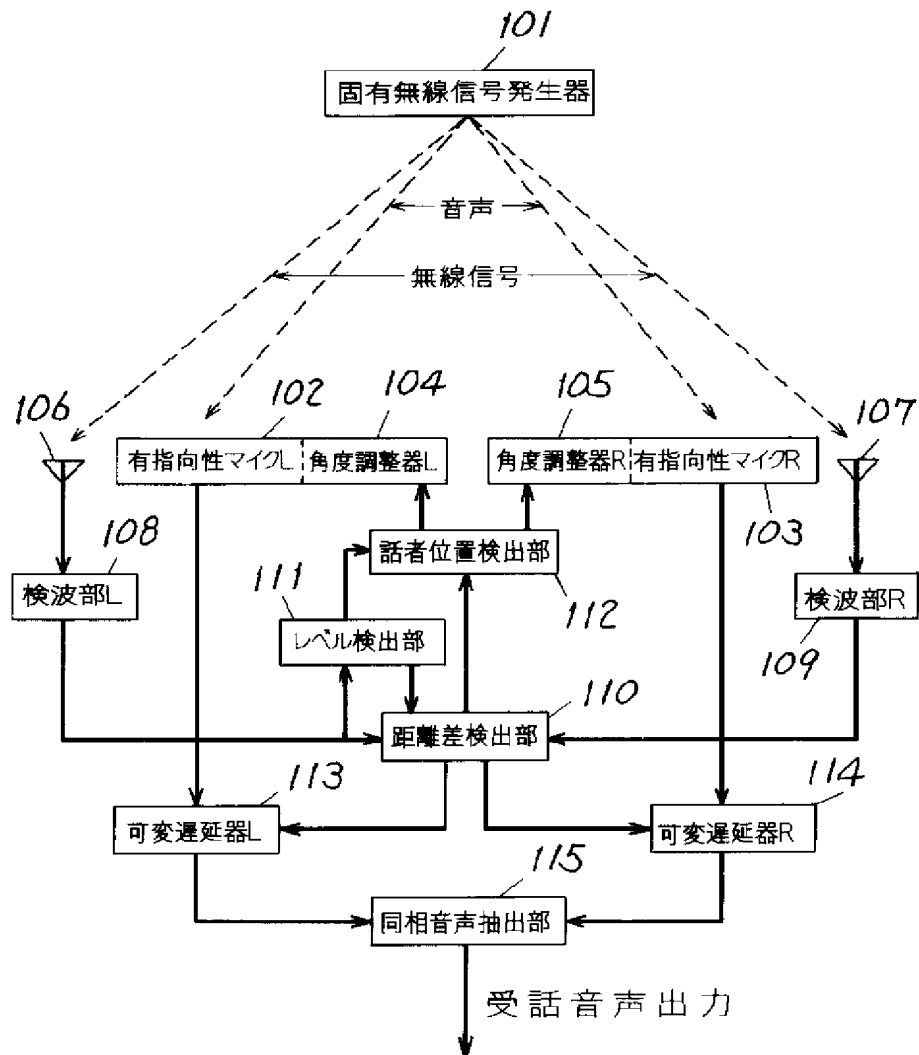 101
固有無線信号発生器
音声
無線信号
102
104
105
106
107
有指向性マイクL
角度調整器L
角度調整器R
有指向性マイクR
103
108
話者位置検出部
検波部L
111
112
検波部R
109
レベル検出部
110
距離差検出部
113
114
可変遅延器L
可変遅延器R
115
同相音声抽出部
受話音声出力